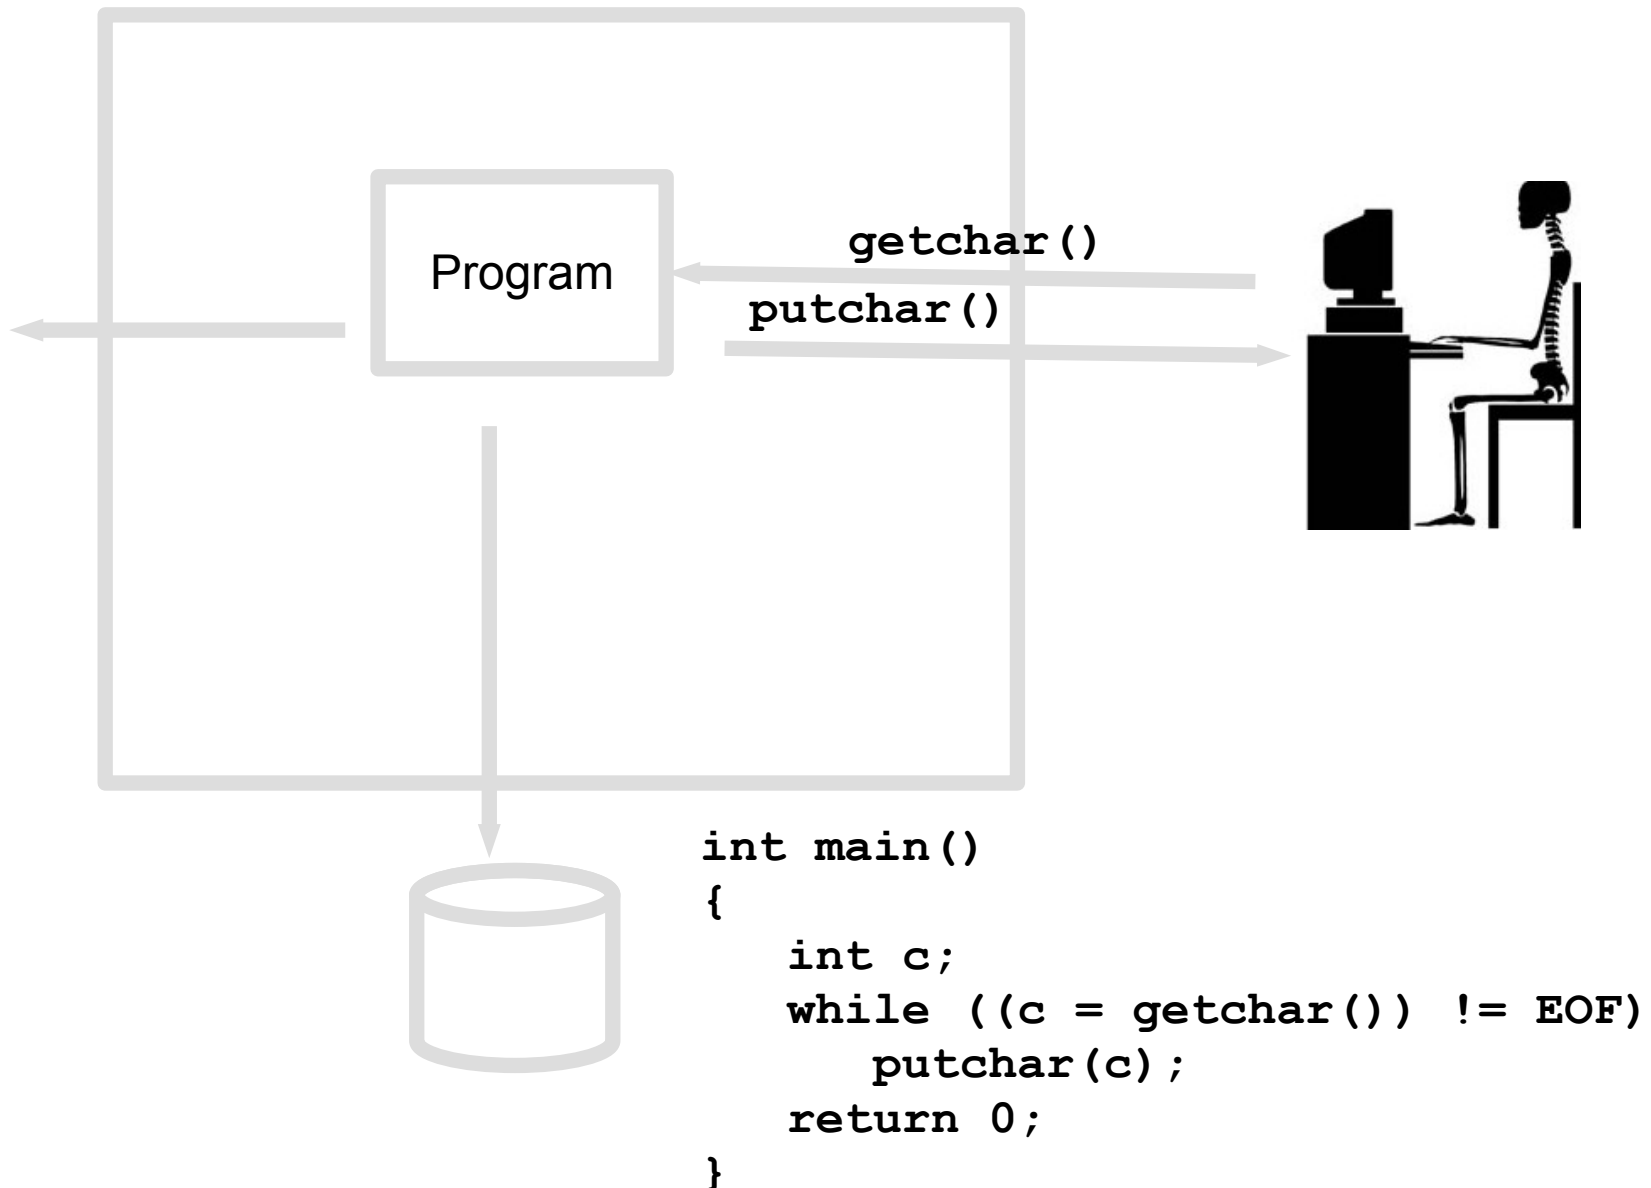 getchar()
Program
putchar()
int main()
{
int c;
while ((c = getchar()) != EOF)
putchar(c);
return 0;
}